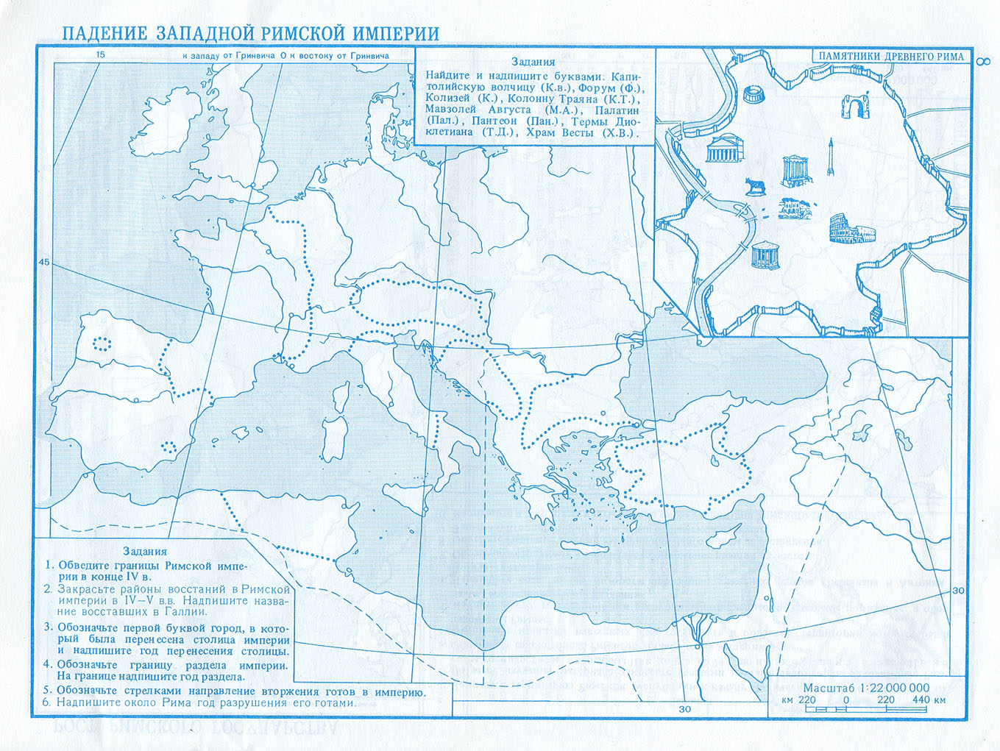 ПАДЕНИЕ ЗАПАДНОЙ РИМСКОЙ ИМПЕРИИ
15
к западу от Гринвича 0 к востоку от Гринвича
Задания
Найдите и надпишите буквами: Капи-
толийскую волчицу (К.в.), Форум (Ф.),
Колизей (К.), Колонну Траяна (К.Т.),
Мавзолей Августа (М.А.), Палатин
(Пал.), Пантеон (Пан.), Термы Дио-
клетиана (Т.Д.), Храм Весты (Х.В.).
ПАМЯТНИКИ ДРЕВНЕГО РИМА
8
45
Задания
1. Обведите границы Римской импе-
рии в конце IV в.
2. Закрасьте районы восстаний в Римской
империи в IV—V в.в. Надпишите назва-
ние восставших в Галлии.
3. Обозначьте первой буквой город, в кото-
рый была перенесена столица империи
и надпишите год перенесения столицы.
4. Обозначьте границу раздела империи.
На границе надпишите год раздела.
5. Обозначьте стрелками направление вторжения готов в империю.
6. Надпишите около Рима год разрушения его готами.
30
30
Масштаб 1:22 000 000
км 220 0 220 440 км
РОСТ РИМСКОГО ГОСУДАРСТВА